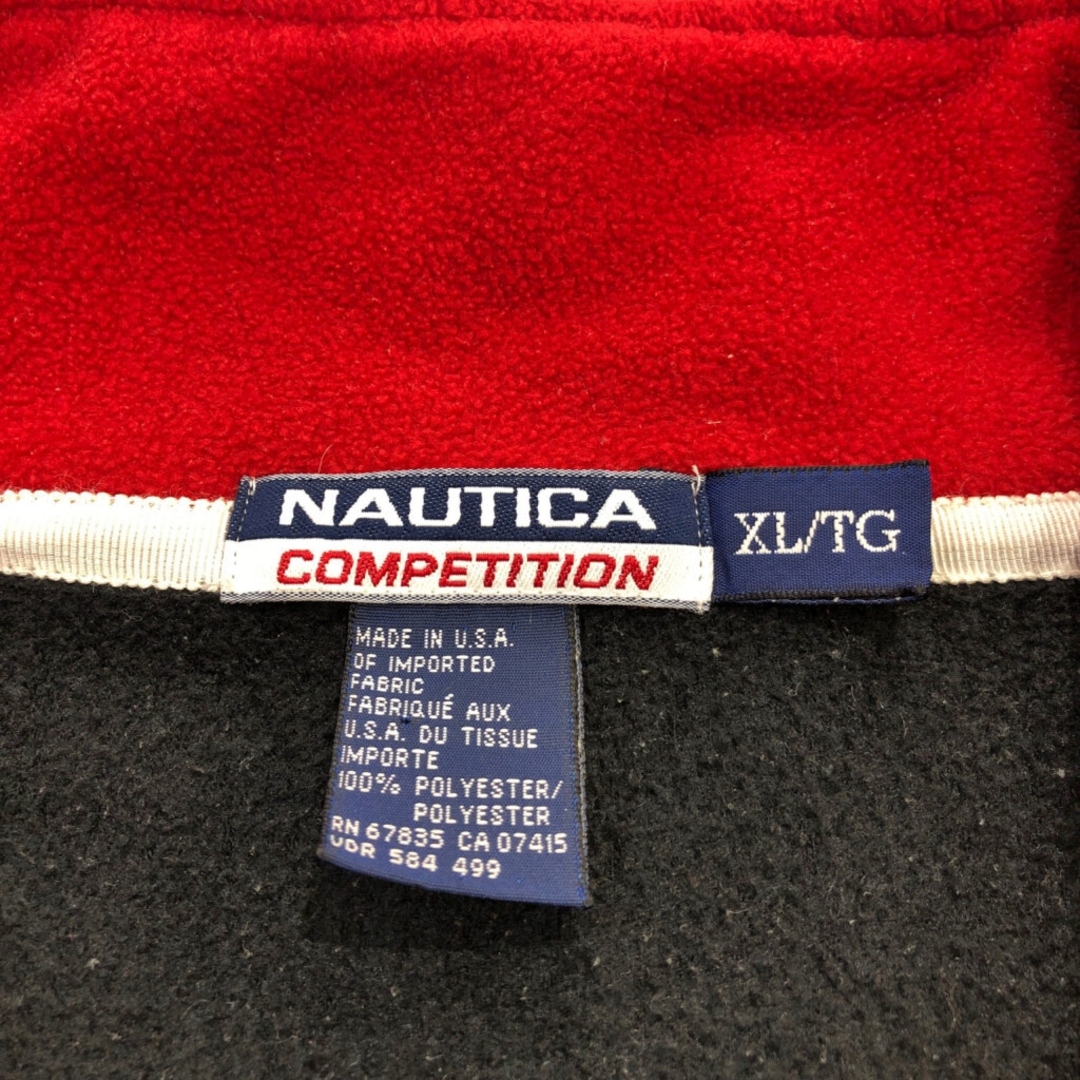 NAUTICA
COMPETITION
XL/TG
MADE IN U.S.A.
OF IMPORTED
FABRIC
FABRIQUÉ AUX
U.S.A. DU TISSUE
IMPORTE
100% POLYESTER/
POLYESTER
RN 67835 CA 07415
VDR 584 499